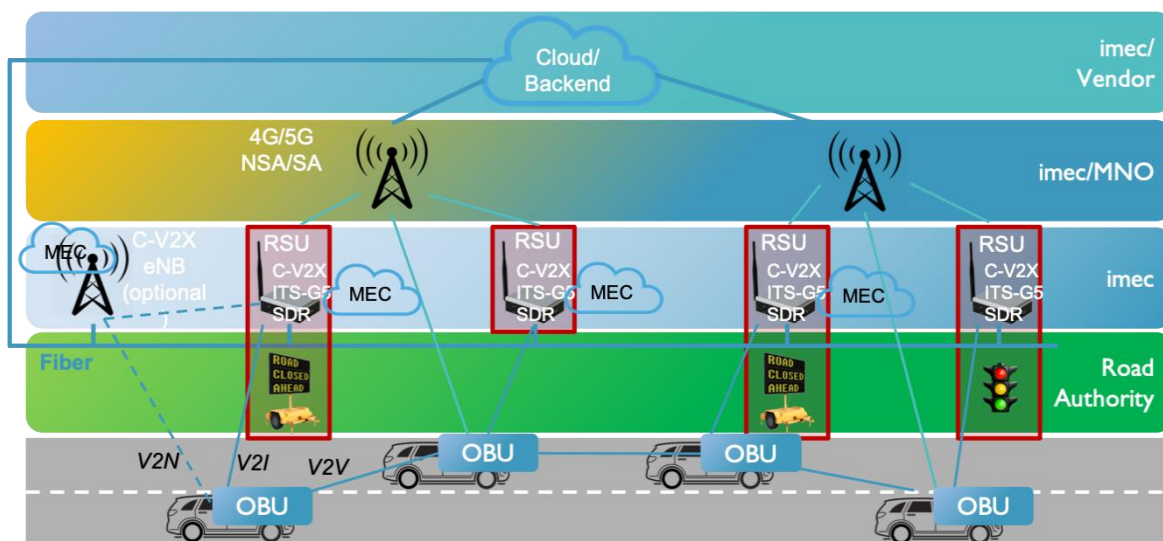 Cloud/
Backend
imec/
Vendor
4G/5G
NSA/SA
imec/MNO
MEC
C-V2X
eNB
(optional
)
RSU
C-V2X
ITS-G5
SDR
MEC
RSU
C-V2X
ITS-G5
SDR
MEC
RSU
C-V2X
ITS-G5
SDR
MEC
RSU
C-V2X
ITS-G5
SDR
imec
Fiber
ROAD
CLOSED
AHEAD
ROAD
CLOSED
AHEAD
Road
Authority
V2N
V2I
V2V
OBU
OBU
OBU
OBU